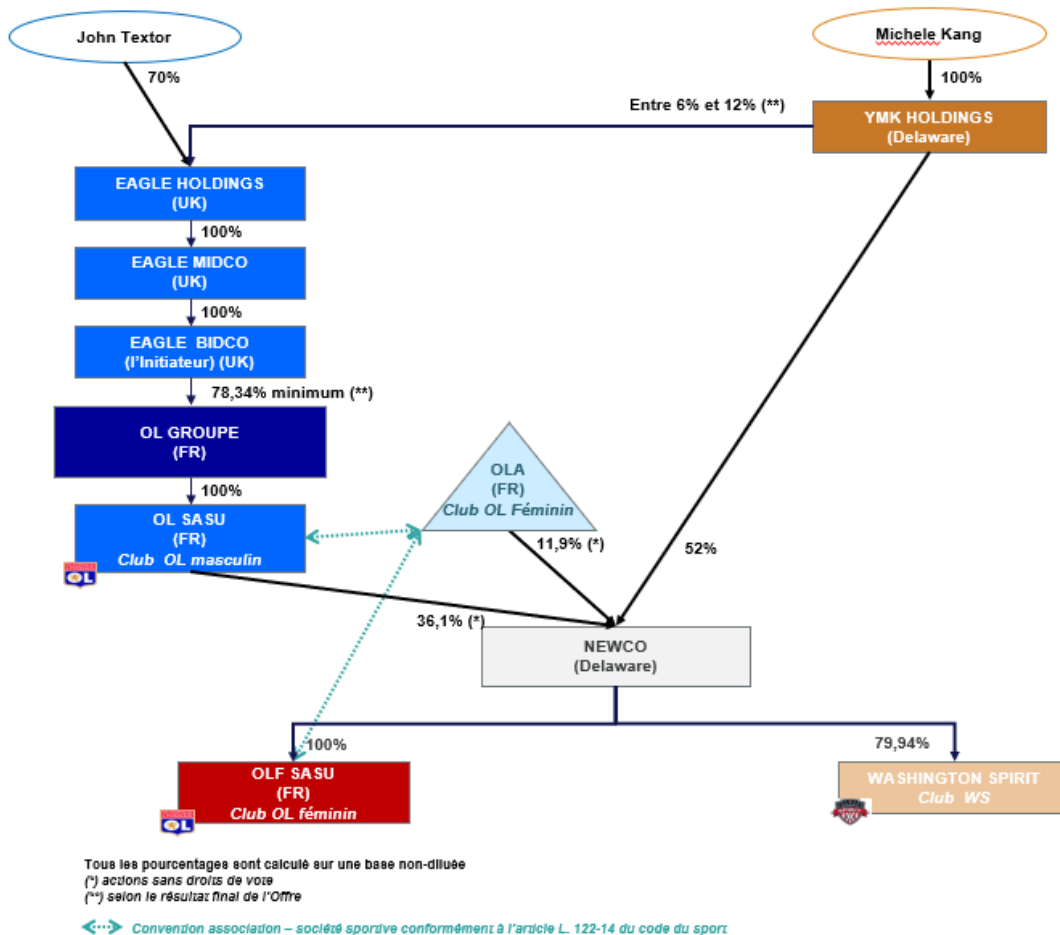 John Textor
Michele Kang
70%
100%
Entre 6% et 12% (**)
YMK HOLDINGS
(Delaware)
EAGLE HOLDINGS
(UK)
100%
EAGLE MIDCO
(UK)
100%
EAGLE BIDCO
(l'Initiateur) (UK)
78,34% minimum (**)
OL GROUPE
(FR)
100%
OLA
(FR)
Club OL Féminin
OL SASU
(FR)
Club OL masculin
OL
11,9% (*)
52%
36,1% (*)
NEWCO
(Delaware)
100%
79,94%
OLF SASU
(FR)
Club OL féminin
OL
WASHINGTON SPIRIT
Club WS
Tous les pourcentages sont calculé sur une base non-diluée
(*) actions sans droits de vote
(**) selon le résultat final de l'Offre
Convention association – société sportive conformément à l'article L. 122-14 du code du sport